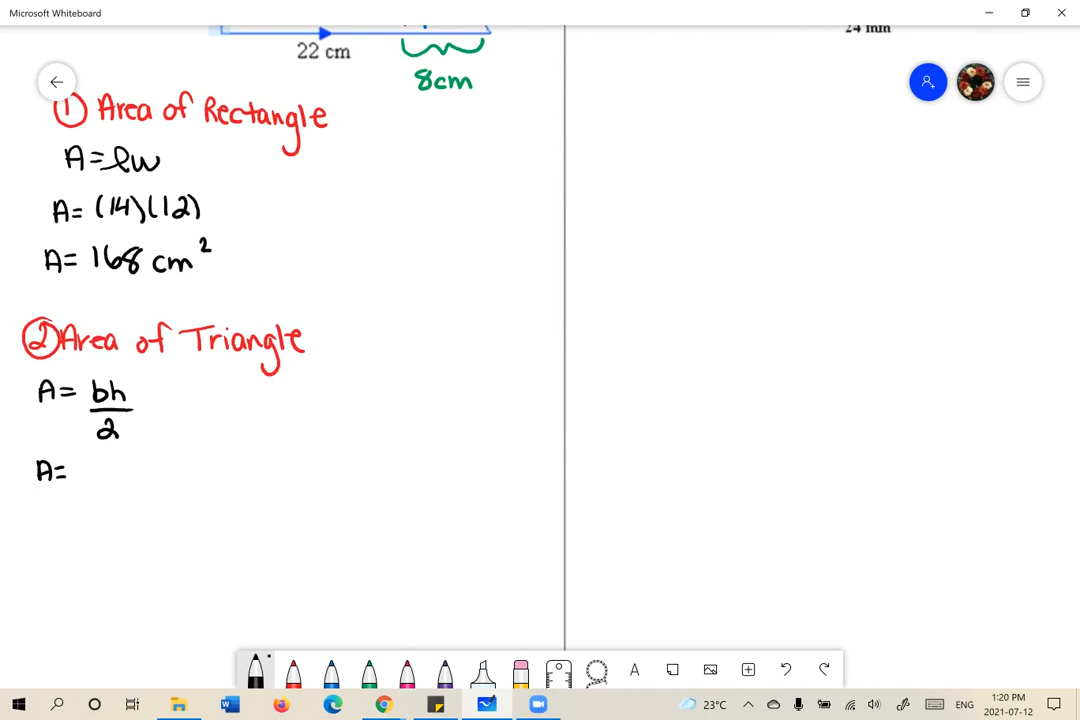 Microsoft Whiteboard
24 mm
22 cm
8cm
① Area of Rectangle
A = lw
A = (14)(12)
A = 168 cm²
② Area of Triangle
A = bh
2
A =
A
23°C
ENG
1:20 PM
2021-07-12